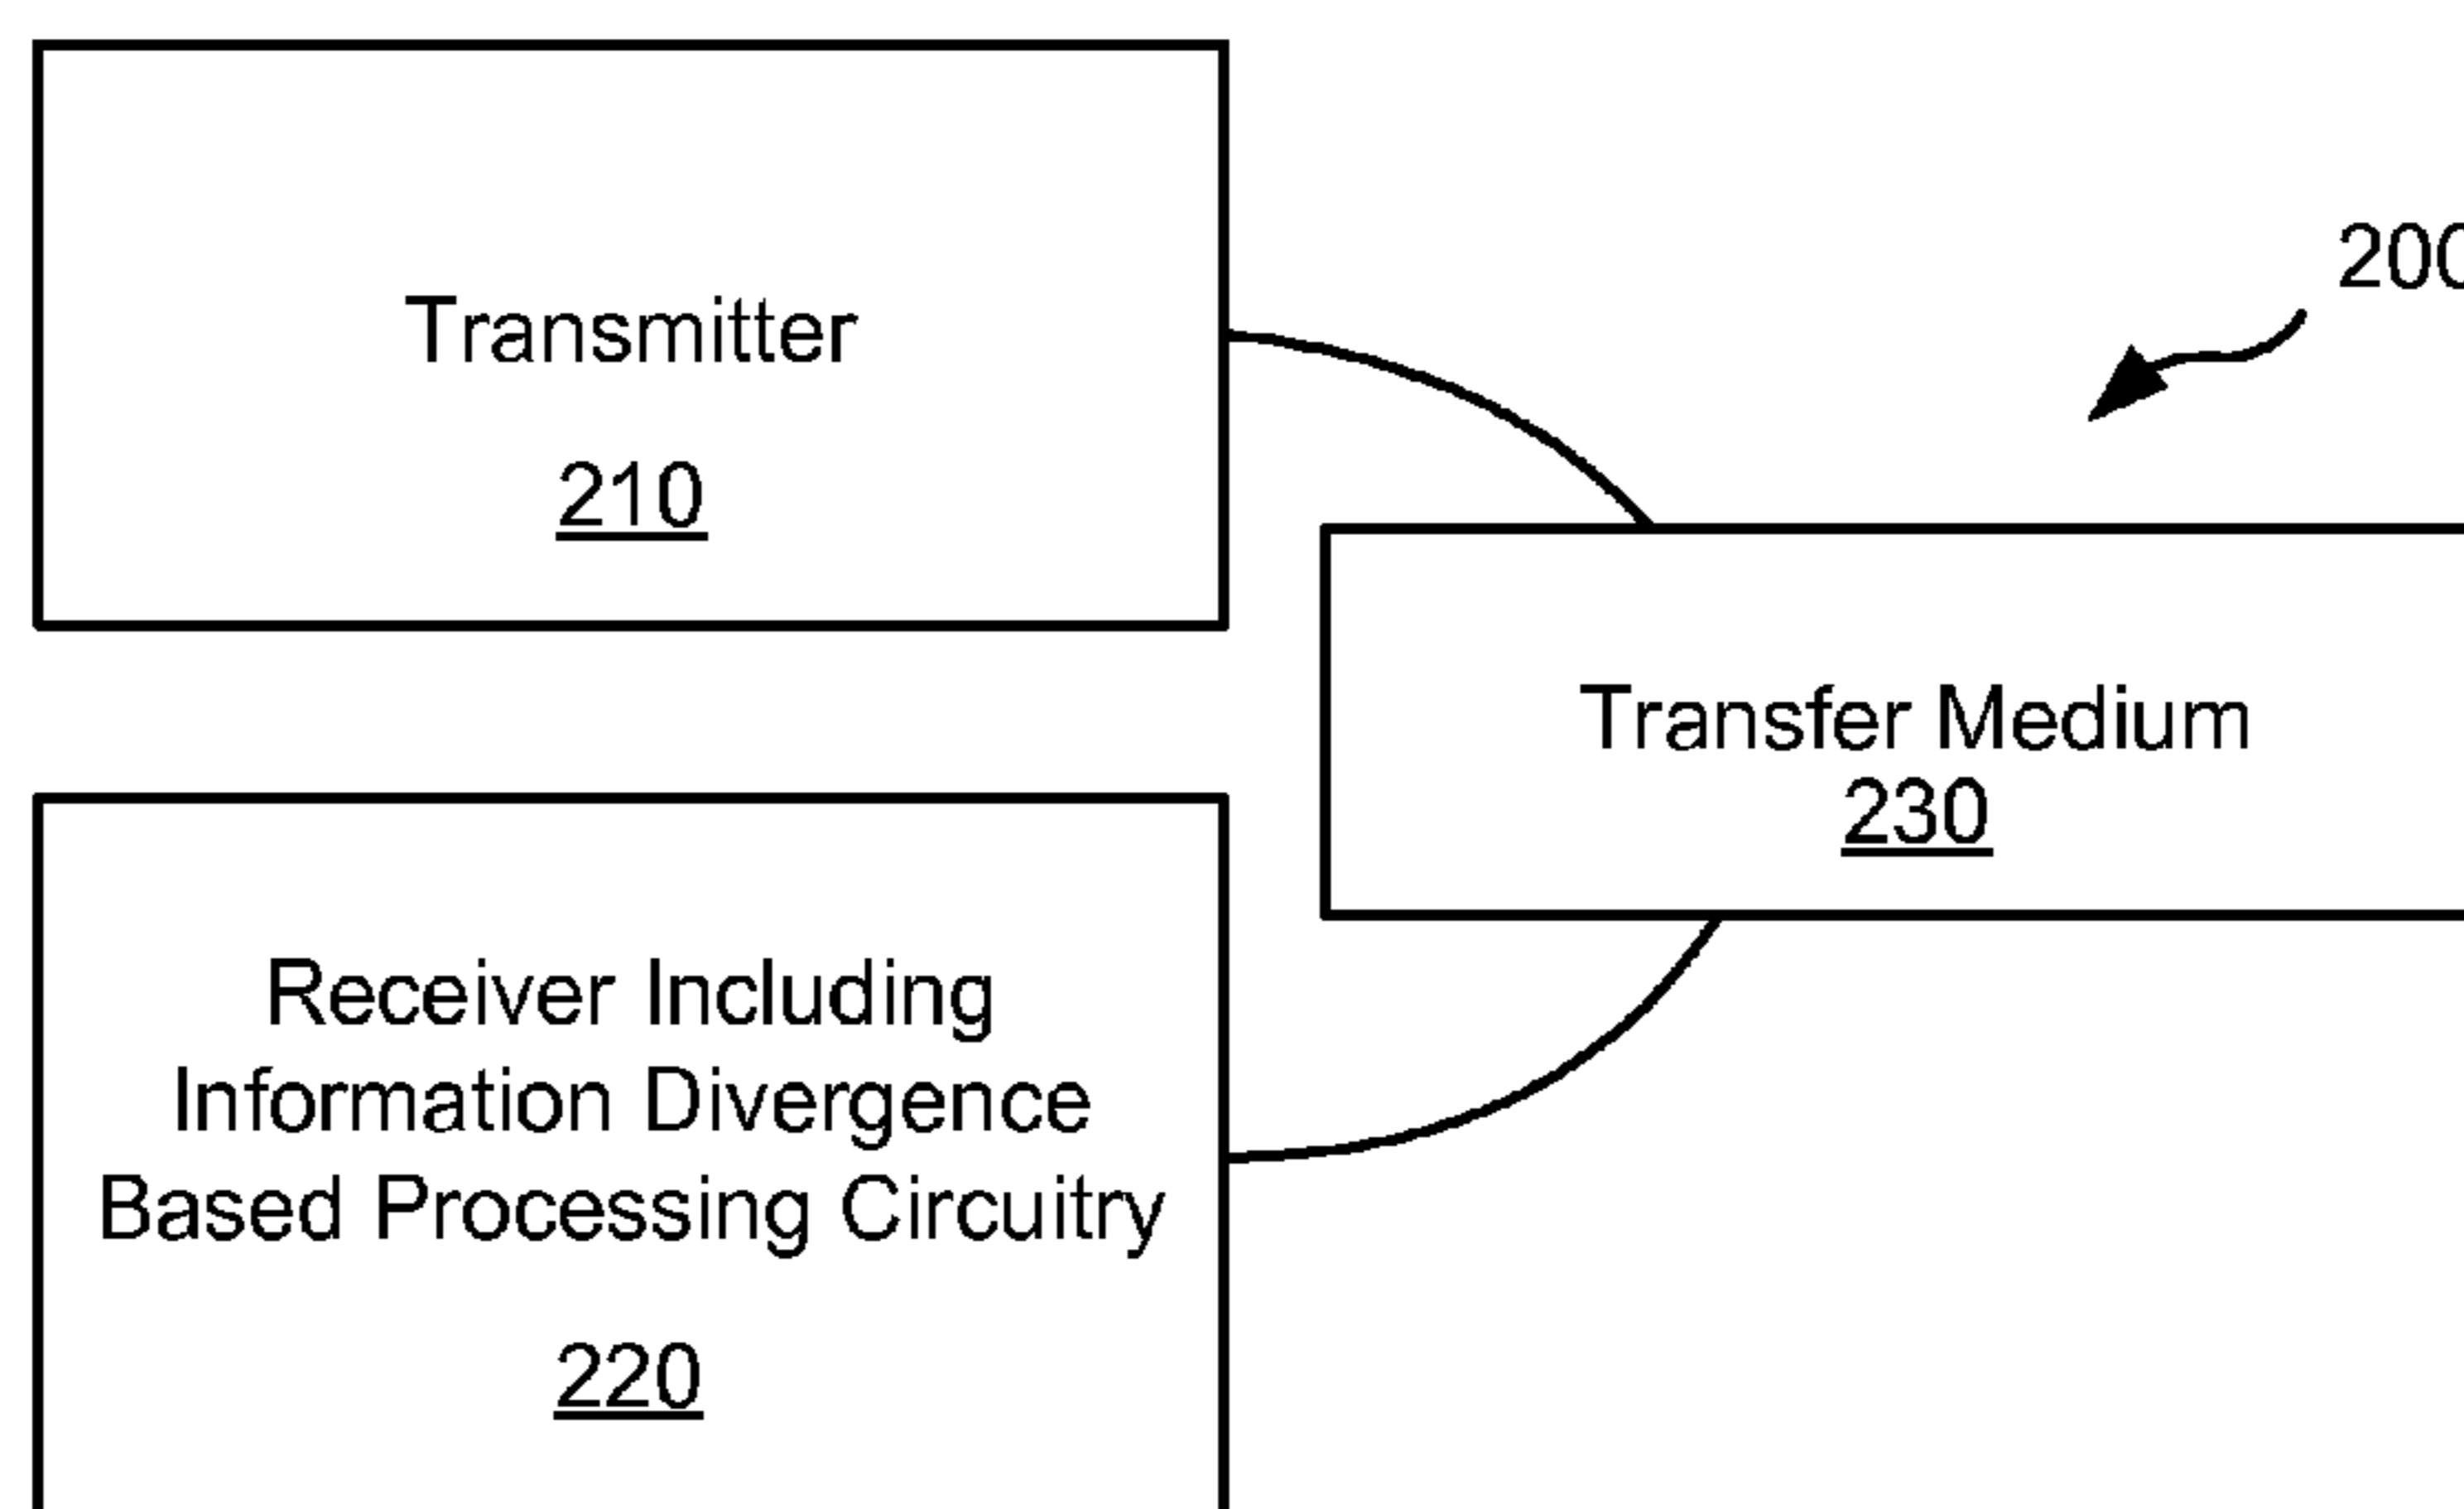 Transmitter
210
200
Transfer Medium
230
Receiver Including
Information Divergence
Based Processing Circuitry
220